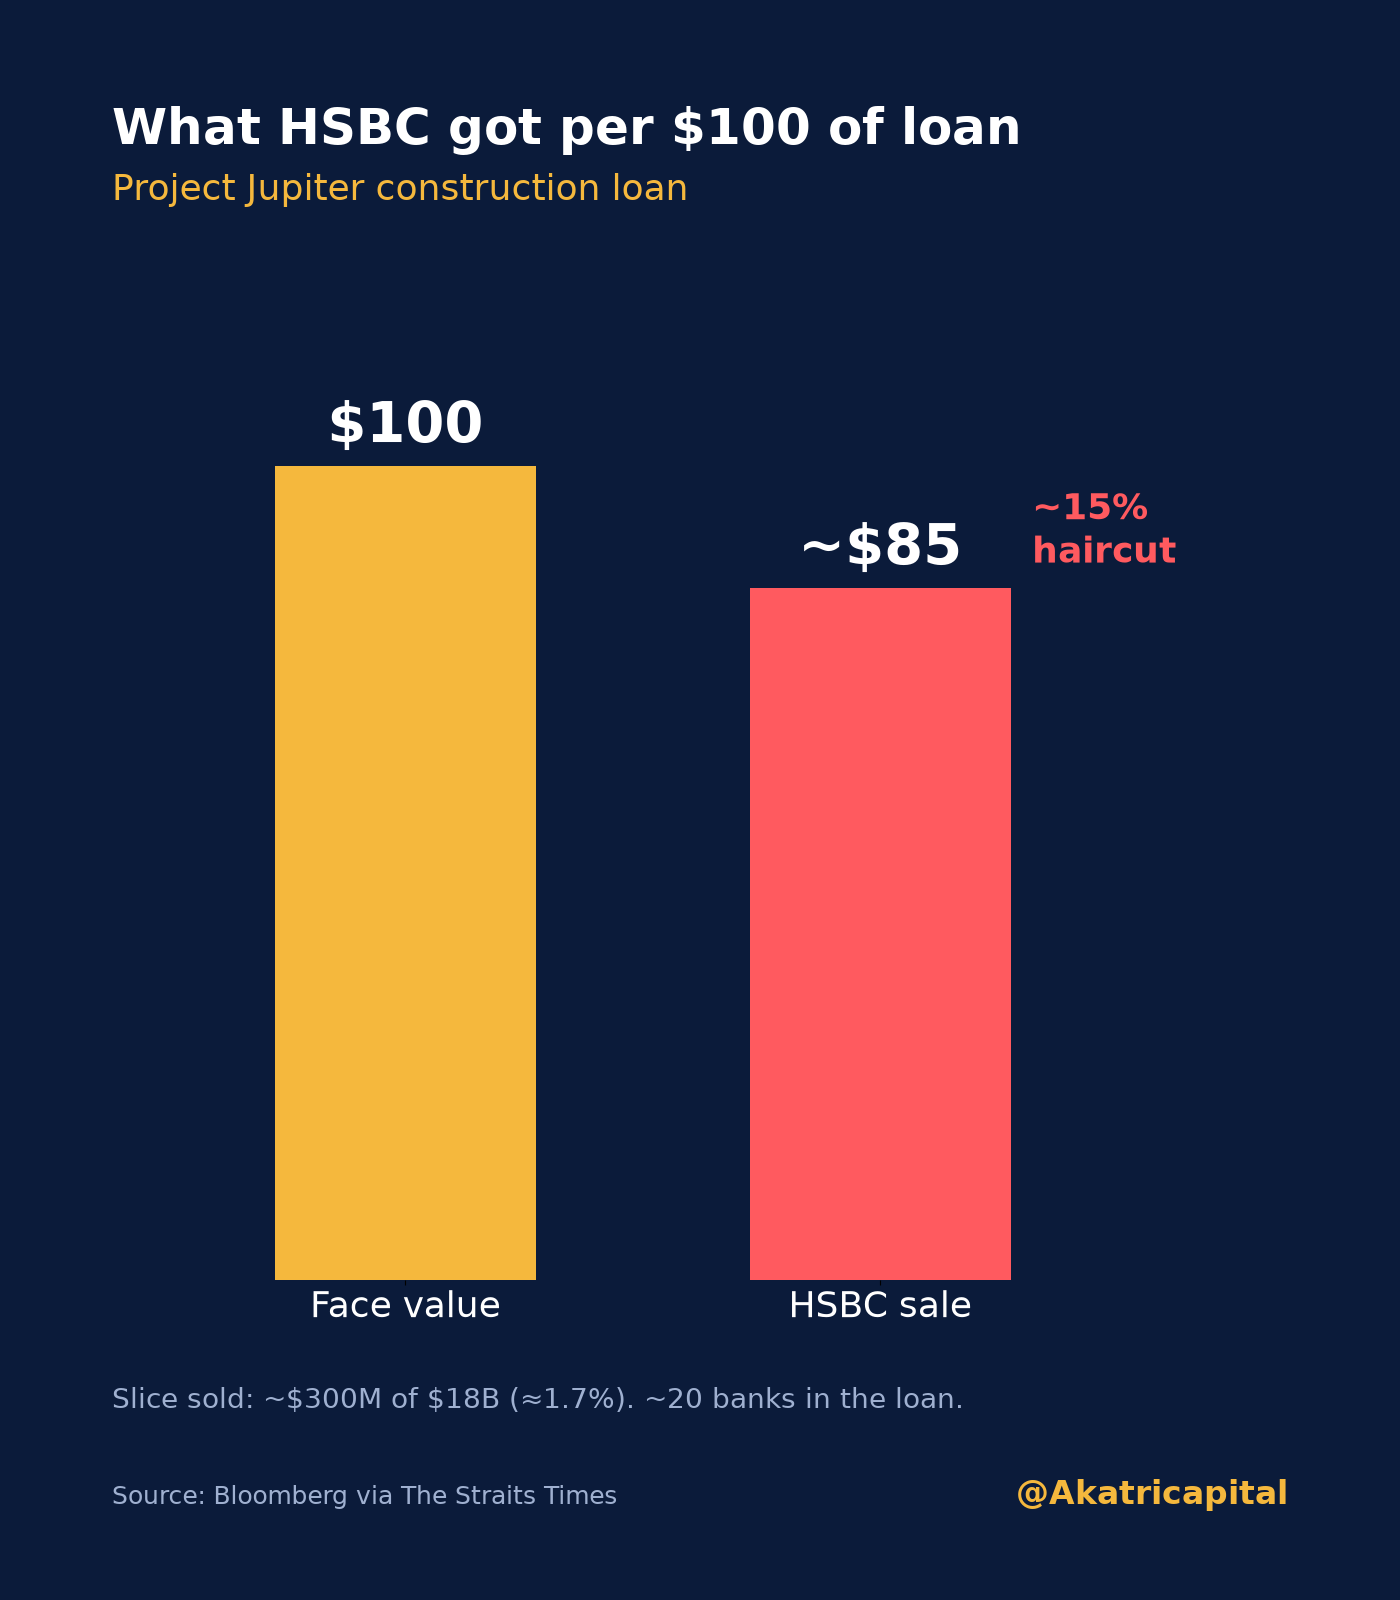 What HSBC got per $100 of loan
Project Jupiter construction loan
$100
~$85
~15%
haircut
Face value
HSBC sale
Slice sold: ~$300M of $18B (≈1.7%). ~20 banks in the loan.
Source: Bloomberg via The Straits Times
@Akatricapital